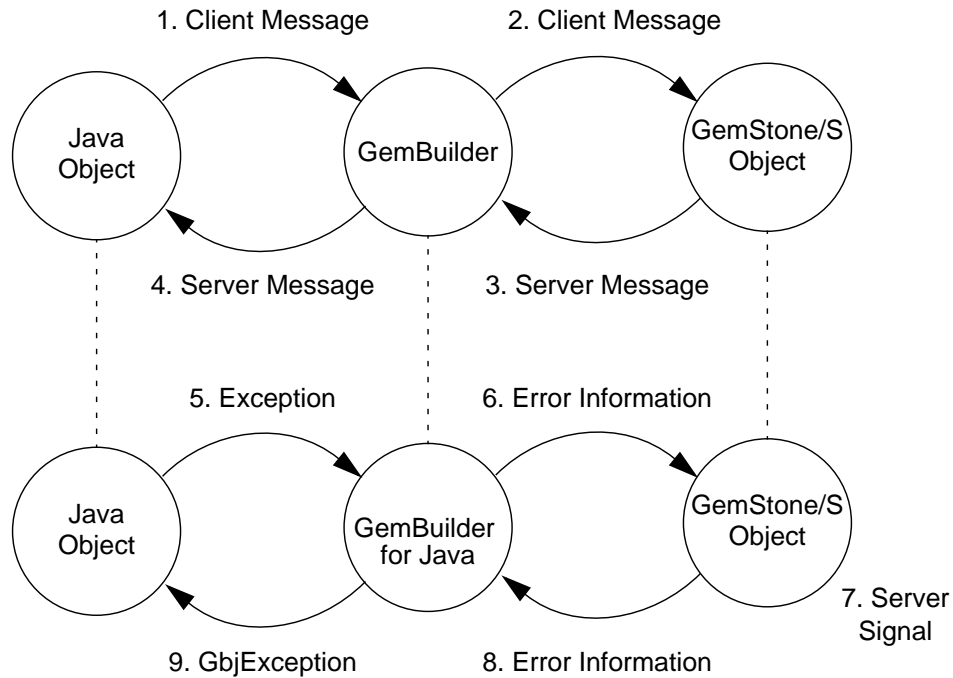 1. Client Message
2. Client Message
Java
Object
GemBuilder
GemStone/S
Object
4. Server Message
3. Server Message
5. Exception
6. Error Information
Java
Object
GemBuilder
for Java
GemStone/S
Object
7. Server
Signal
9. GbjException
8. Error Information